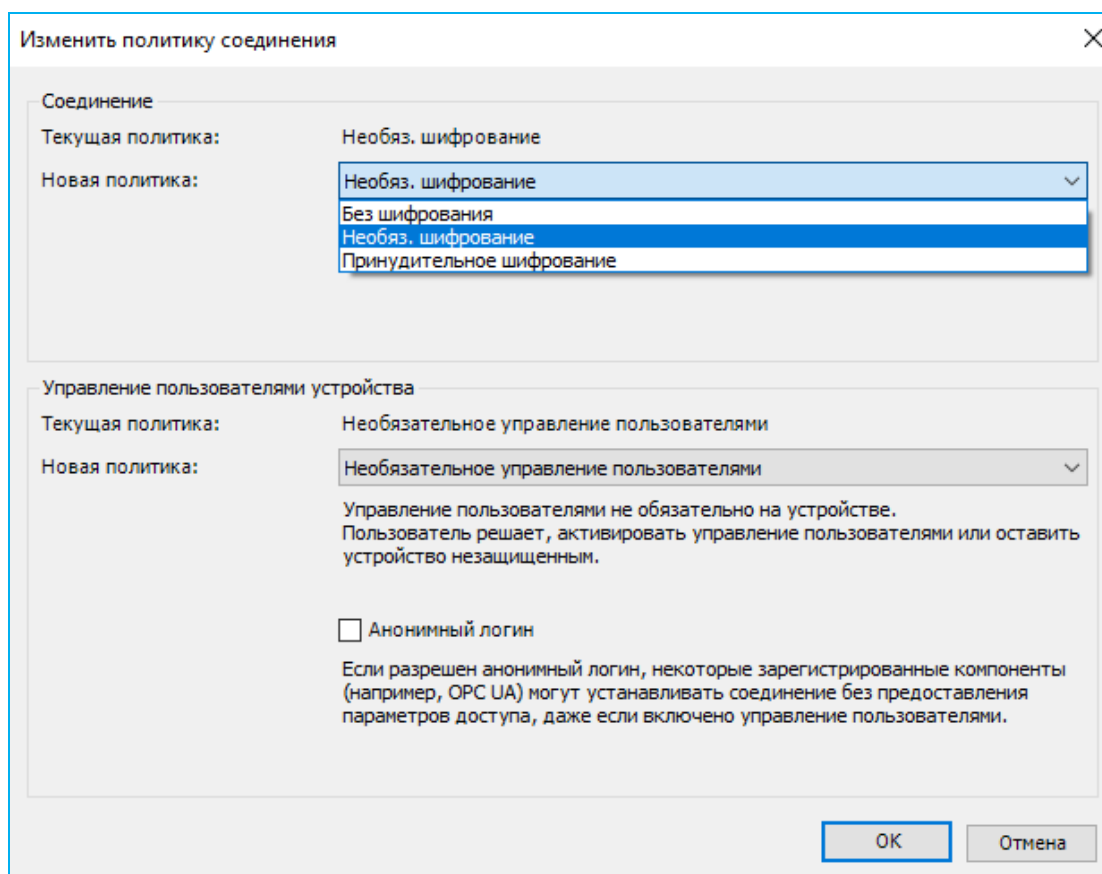 Изменить политику соединения
Соединение
Текущая политика: Необяз. шифрование
Новая политика: Необяз. шифрование
Без шифрования
Необяз. шифрование
Принудительное шифрование
Управление пользователями устройства
Текущая политика: Необязательное управление пользователями
Новая политика: Необязательное управление пользователями
Управление пользователями не обязательно на устройстве.
Пользователь решает, активировать управление пользователями или оставить
устройство незащищенным.
Анонимный логин
Если разрешен анонимный логин, некоторые зарегистрированные компоненты
(например, OPC UA) могут устанавливать соединение без предоставления
параметров доступа, даже если включено управление пользователями.
ОК Отмена